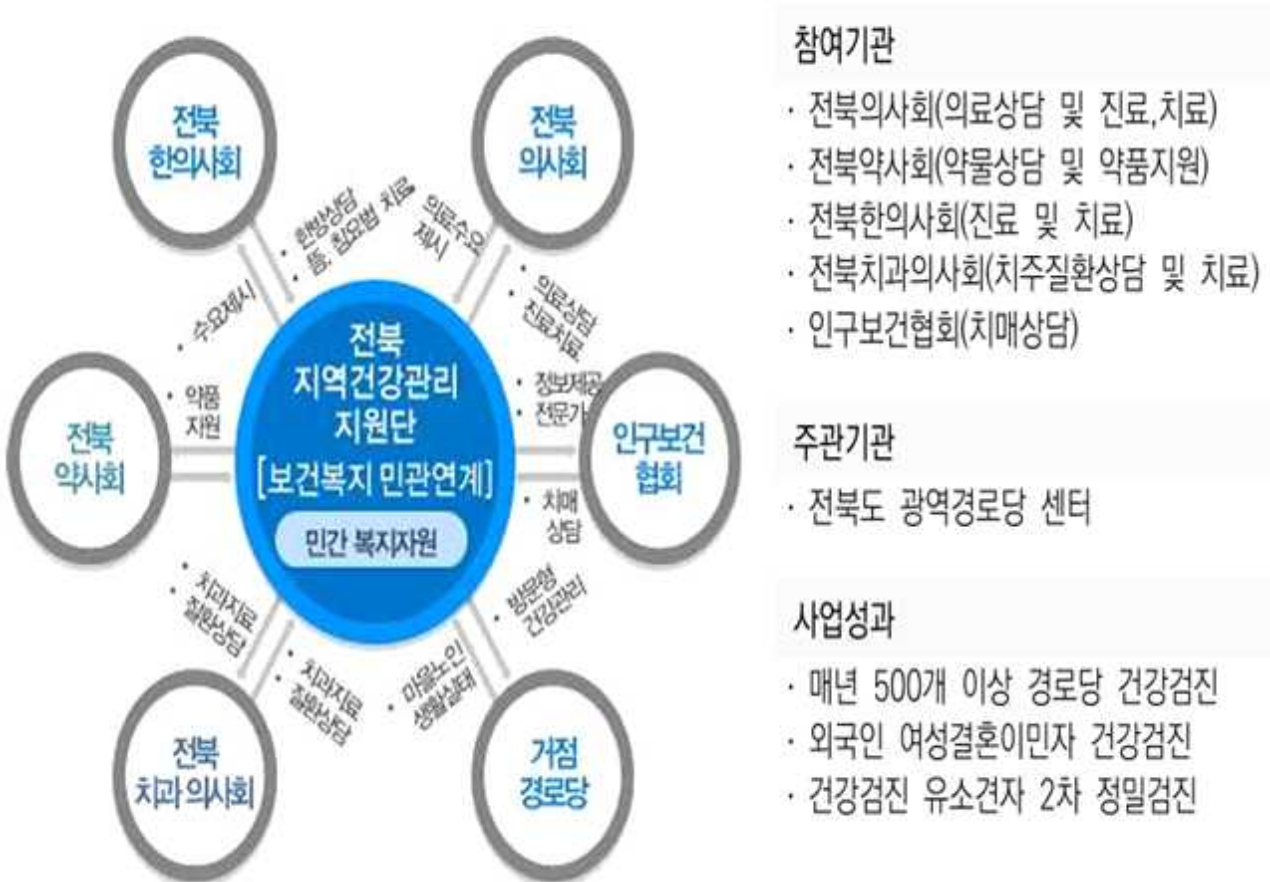 전북
한의사회
전북
의사회
• 한방상담
• 뜸, 침요법 치료
의료수요
제시
• 수요제시
• 의료상담
• 진료치료
전북
지역건강관리
지원단
[보건복지 민관연계]
민간 복지자원
• 약품
지원
• 정보제공
• 전문가
전북
약사회
인구보건
협회
• 치매
상담
• 치과치료
• 질환상담
• 치과치료
• 질환상담
• 마을노인
생활실태
• 방문형
건강관리
전북
치과 의사회
거점
경로당
참여기관
· 전북의사회(의료상담 및 진료,치료)
· 전북약사회(약물상담 및 약품지원)
· 전북한의사회(진료 및 치료)
· 전북치과의사회(치주질환상담 및 치료)
· 인구보건협회(치매상담)
주관기관
· 전북도 광역경로당 센터
사업성과
· 매년 500개 이상 경로당 건강검진
· 외국인 여성결혼이민자 건강검진
· 건강검진 유소견자 2차 정밀검진